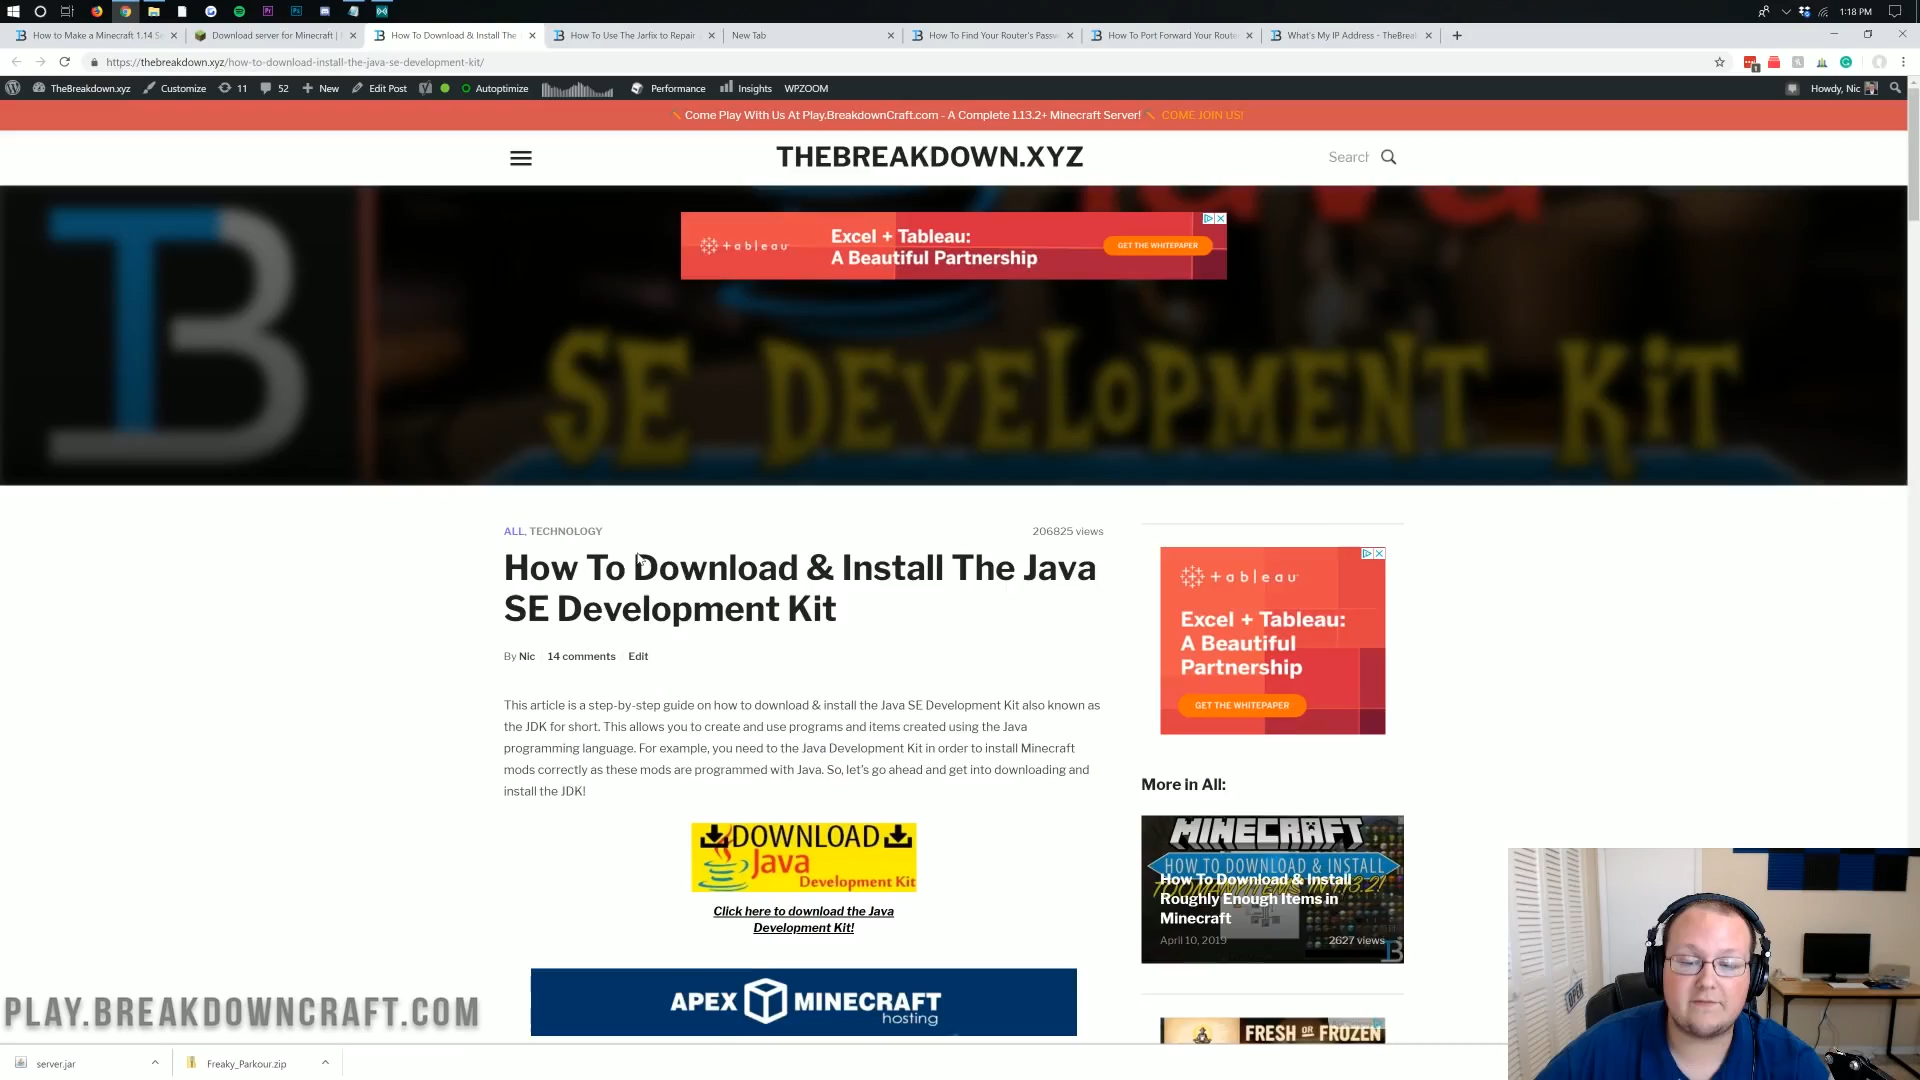 1:18 PM
How to Make a Minecraft 1.14 Se
Download server for Minecraft |
How To Download & Install The
How To Use The Jarfix to Repair
New Tab
How To Find Your Router's Passw
How To Port Forward Your Route
What's My IP Address - TheBreak
https://thebreakdown.xyz/how-to-download-install-the-java-se-development-kit/
TheBreakdown.xyz Customize 11 52 New Edit Post Autoptimize Performance Insights WPZOOM Howdy, Nic
Come Play With Us At Play.BreakdownCraft.com - A Complete 1.13.2+ Minecraft Server! COME JOIN US!
THEBREAKDOWN.XYZ
Search
+ableau
Excel + Tableau:
A Beautiful Partnership
GET THE WHITEPAPER
SE DEVELOPMENT KIT
ALL, TECHNOLOGY
206825 views
How To Download & Install The Java
SE Development Kit
By Nic 14 comments Edit
This article is a step-by-step guide on how to download & install the Java SE Development Kit also known as
the JDK for short. This allows you to create and use programs and items created using the Java
programming language. For example, you need to the Java Development Kit in order to install Minecraft
mods correctly as these mods are programmed with Java. So, let's go ahead and get into downloading and
install the JDK!
DOWNLOAD
Java
Development Kit
Click here to download the Java
Development Kit!
APEX MINECRAFT
hosting
+ableau
Excel + Tableau:
A Beautiful
Partnership
GET THE WHITEPAPER
More in All:
MINECRAFT
HOW TO DOWNLOAD & INSTALL
TOOMANYITEMS IN 1.13.2!
How To Download & Install
Roughly Enough Items in
Minecraft
April 10, 2019
2627 views
FRESH OR FROZEN
OPEN
PLAY.BREAKDOWNCRAFT.COM
server.jar
Freaky_Parkour.zip